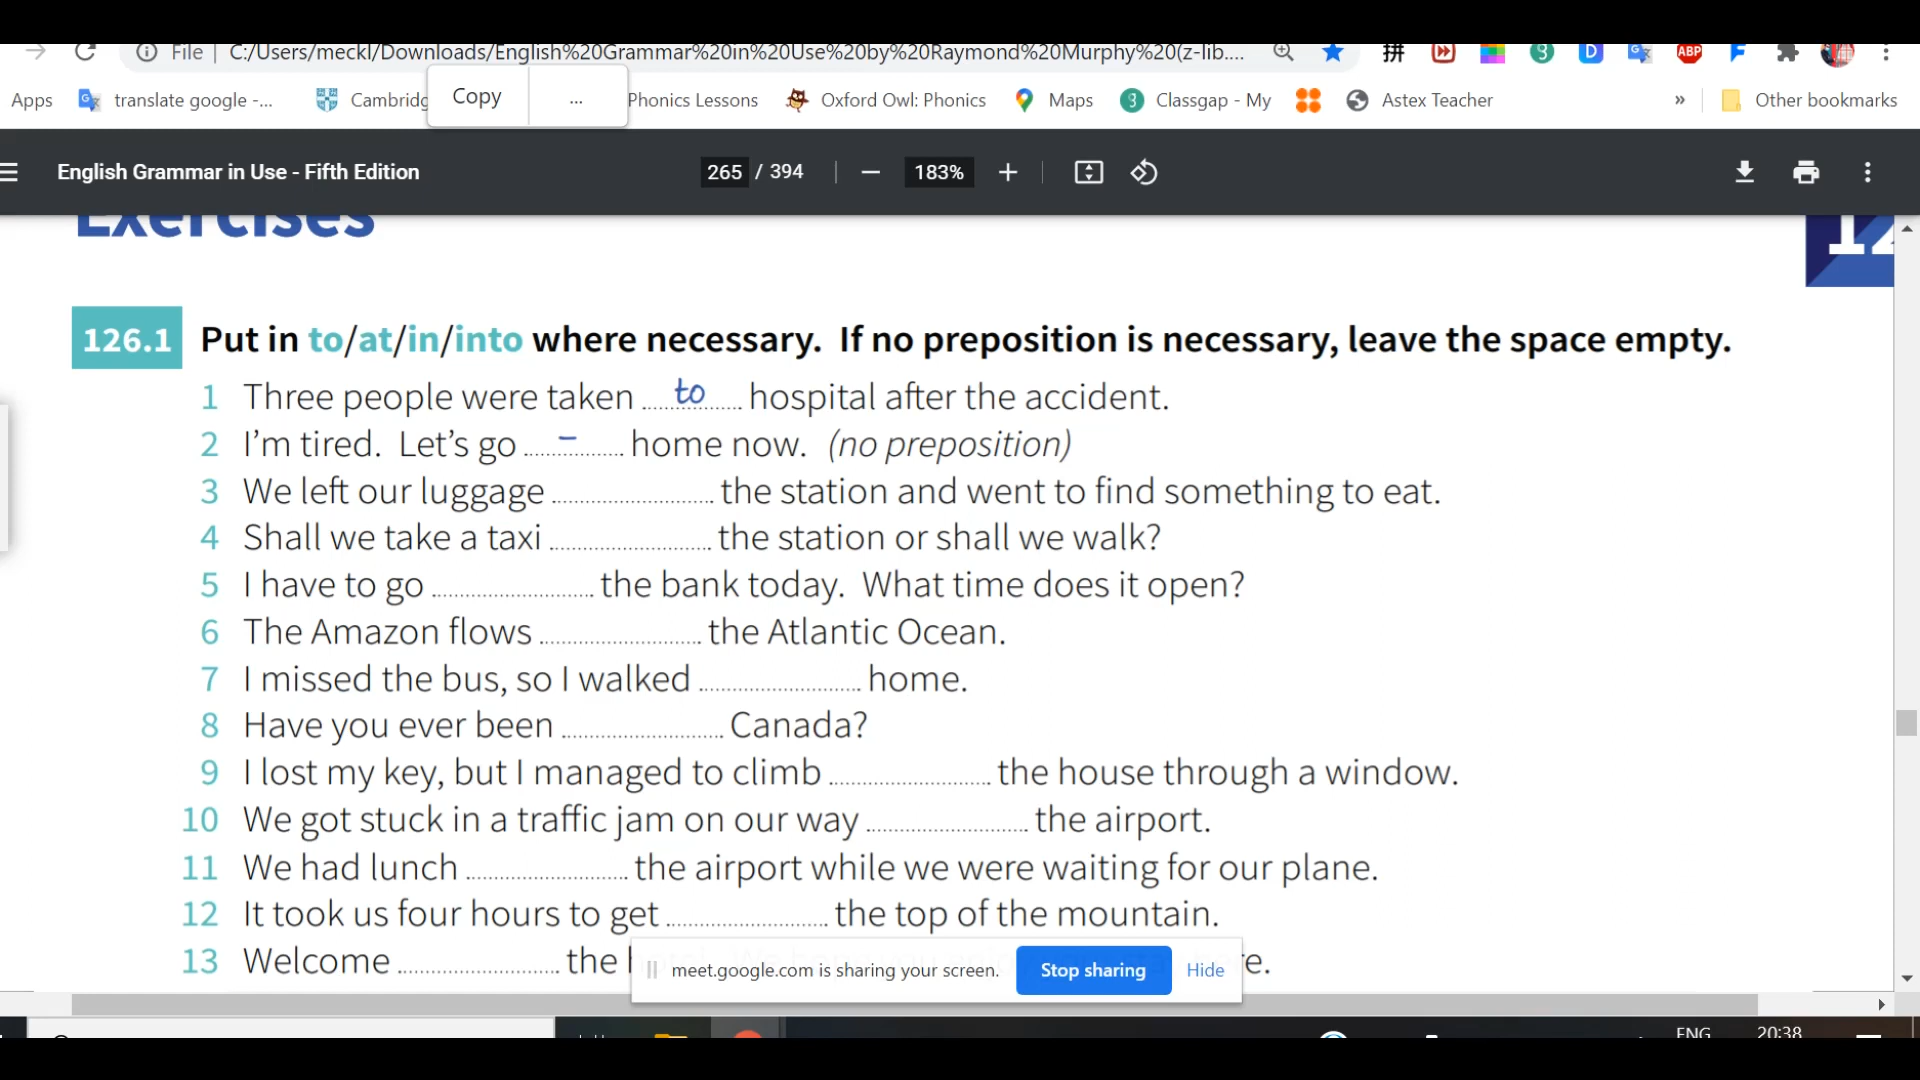 File | C:/Users/meckl/Downloads/English%20Grammar%20in%20Use%20by%20Raymond%20Murphy%20(z-lib....
Apps translate google -... Cambridg Copy ... Phonics Lessons Oxford Owl: Phonics Maps Classgap - My Astex Teacher » Other bookmarks
English Grammar in Use - Fifth Edition 265 / 394 — 183% +
Exercises 12
126.1 Put in to/at/in/into where necessary. If no preposition is necessary, leave the space empty.
1 Three people were taken to hospital after the accident.
2 I'm tired. Let's go – home now. (no preposition)
3 We left our luggage .................... the station and went to find something to eat.
4 Shall we take a taxi .................... the station or shall we walk?
5 I have to go .................... the bank today. What time does it open?
6 The Amazon flows .................... the Atlantic Ocean.
7 I missed the bus, so I walked .................... home.
8 Have you ever been .................... Canada?
9 I lost my key, but I managed to climb .................... the house through a window.
10 We got stuck in a traffic jam on our way .................... the airport.
11 We had lunch .................... the airport while we were waiting for our plane.
12 It took us four hours to get .................... the top of the mountain.
13 Welcome .................... the
meet.google.com is sharing your screen. Stop sharing Hide
ENG 20:38